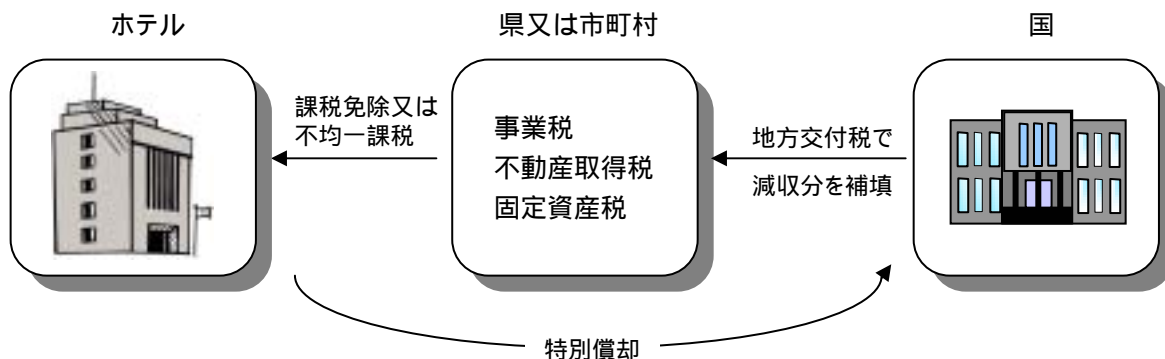 ホテル
県又は市町村
国
課税免除又は
不均一課税
事業税
不動産取得税
固定資産税
地方交付税で
減収分を補填
特別償却